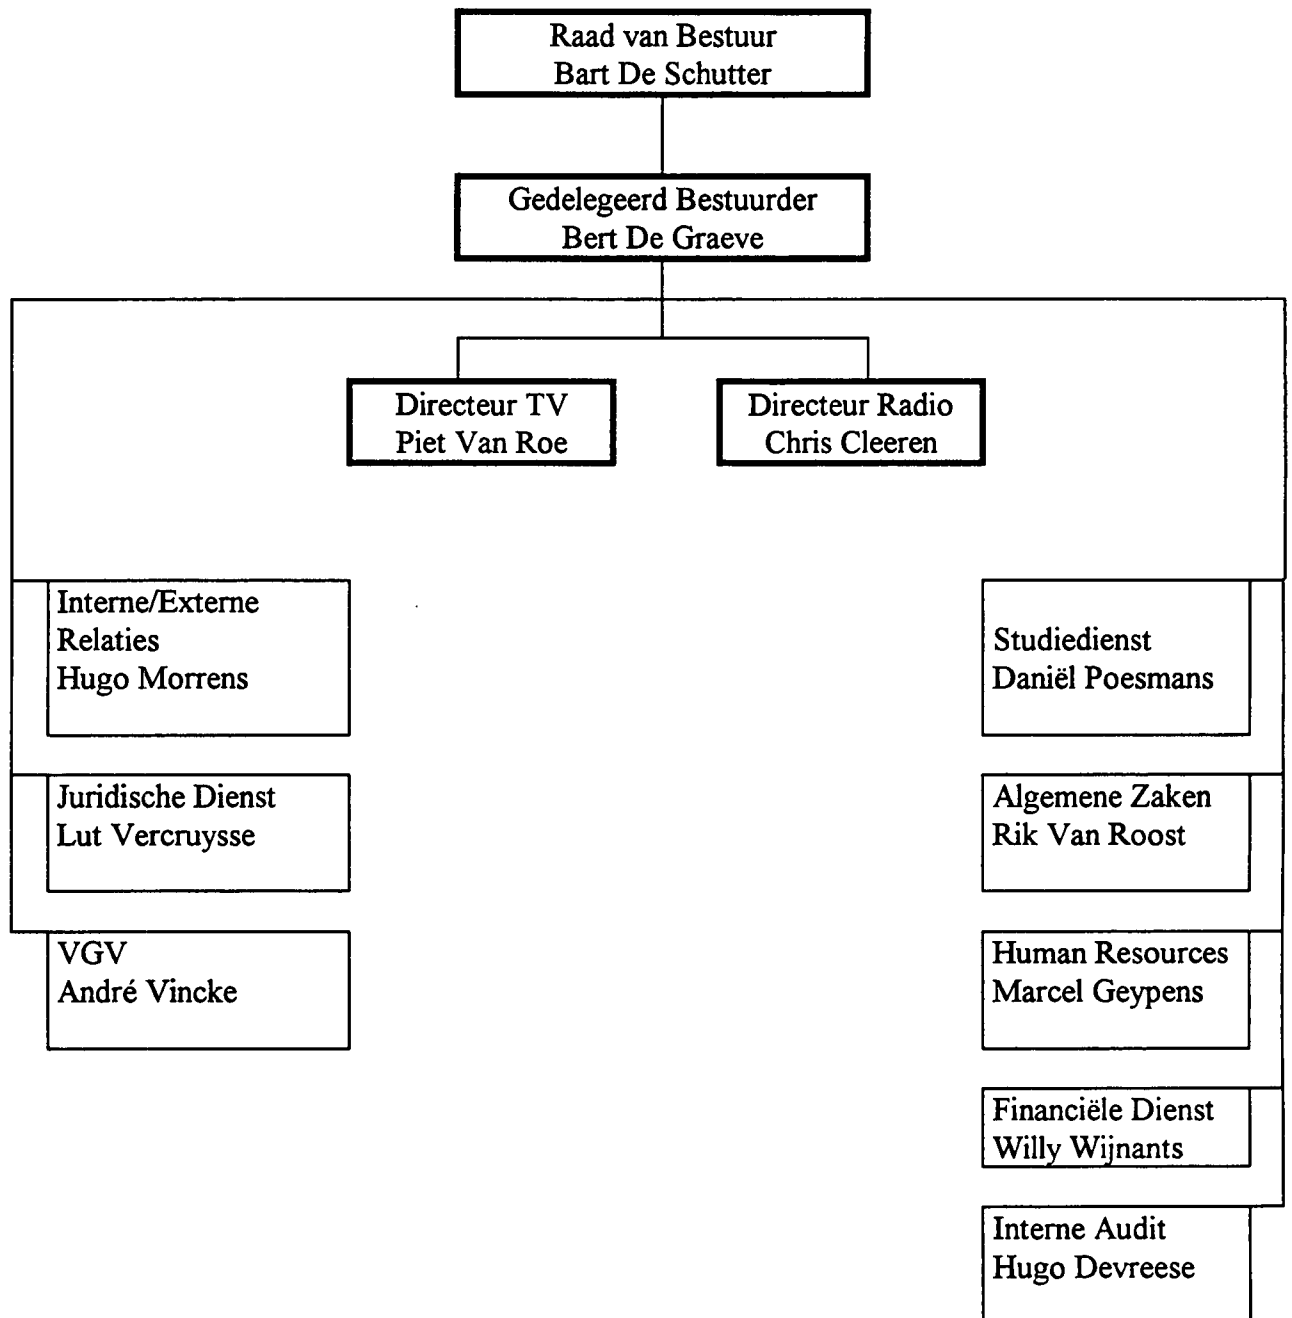 Raad van Bestuur
Bart De Schutter
Gedelegeerd Bestuurder
Bert De Graeve
Directeur TV
Piet Van Roe
Directeur Radio
Chris Cleeren
Interne/Externe
Relaties
Hugo Morrens
Juridische Dienst
Lut Vercruysse
VGV
André Vincke
Studiedienst
Daniël Poesmans
Algemene Zaken
Rik Van Roost
Human Resources
Marcel Geypens
Financiële Dienst
Willy Wijnants
Interne Audit
Hugo Devreese